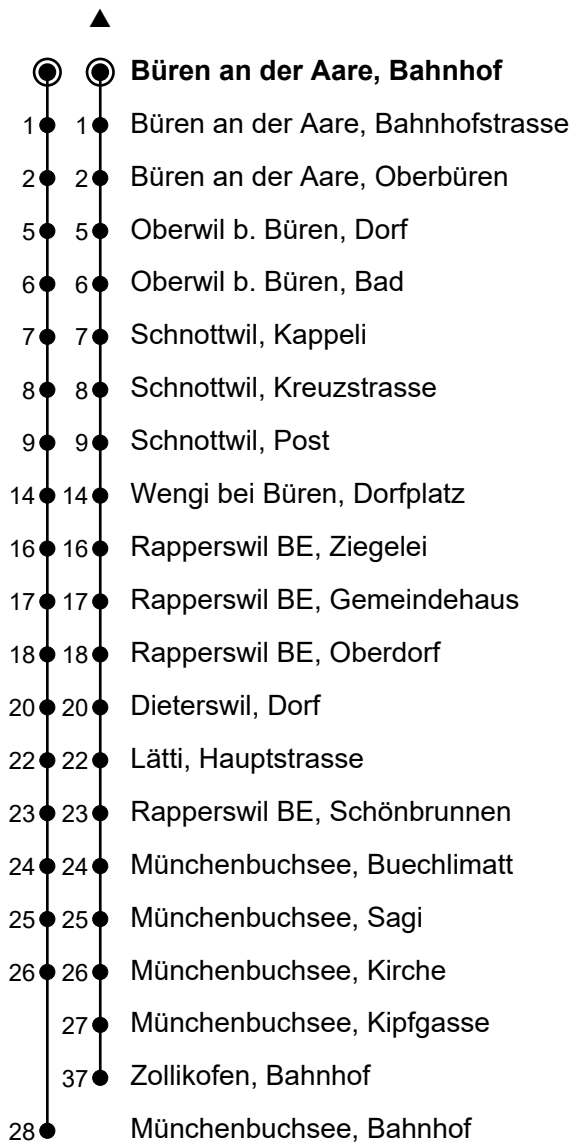 ▲
Büren an der Aare, Bahnhof
1 1 Büren an der Aare, Bahnhofstrasse
2 2 Büren an der Aare, Oberbüren
5 5 Oberwil b. Büren, Dorf
6 6 Oberwil b. Büren, Bad
7 7 Schnottwil, Kappeli
8 8 Schnottwil, Kreuzstrasse
9 9 Schnottwil, Post
14 14 Wengi bei Büren, Dorfplatz
16 16 Rapperswil BE, Ziegelei
17 17 Rapperswil BE, Gemeindehaus
18 18 Rapperswil BE, Oberdorf
20 20 Dieterswil, Dorf
22 22 Lätti, Hauptstrasse
23 23 Rapperswil BE, Schönbrunnen
24 24 Münchenbuchsee, Buechlimatt
25 25 Münchenbuchsee, Sagi
26 26 Münchenbuchsee, Kirche
27 Münchenbuchsee, Kipfgasse
37 Zollikofen, Bahnhof
28 Münchenbuchsee, Bahnhof